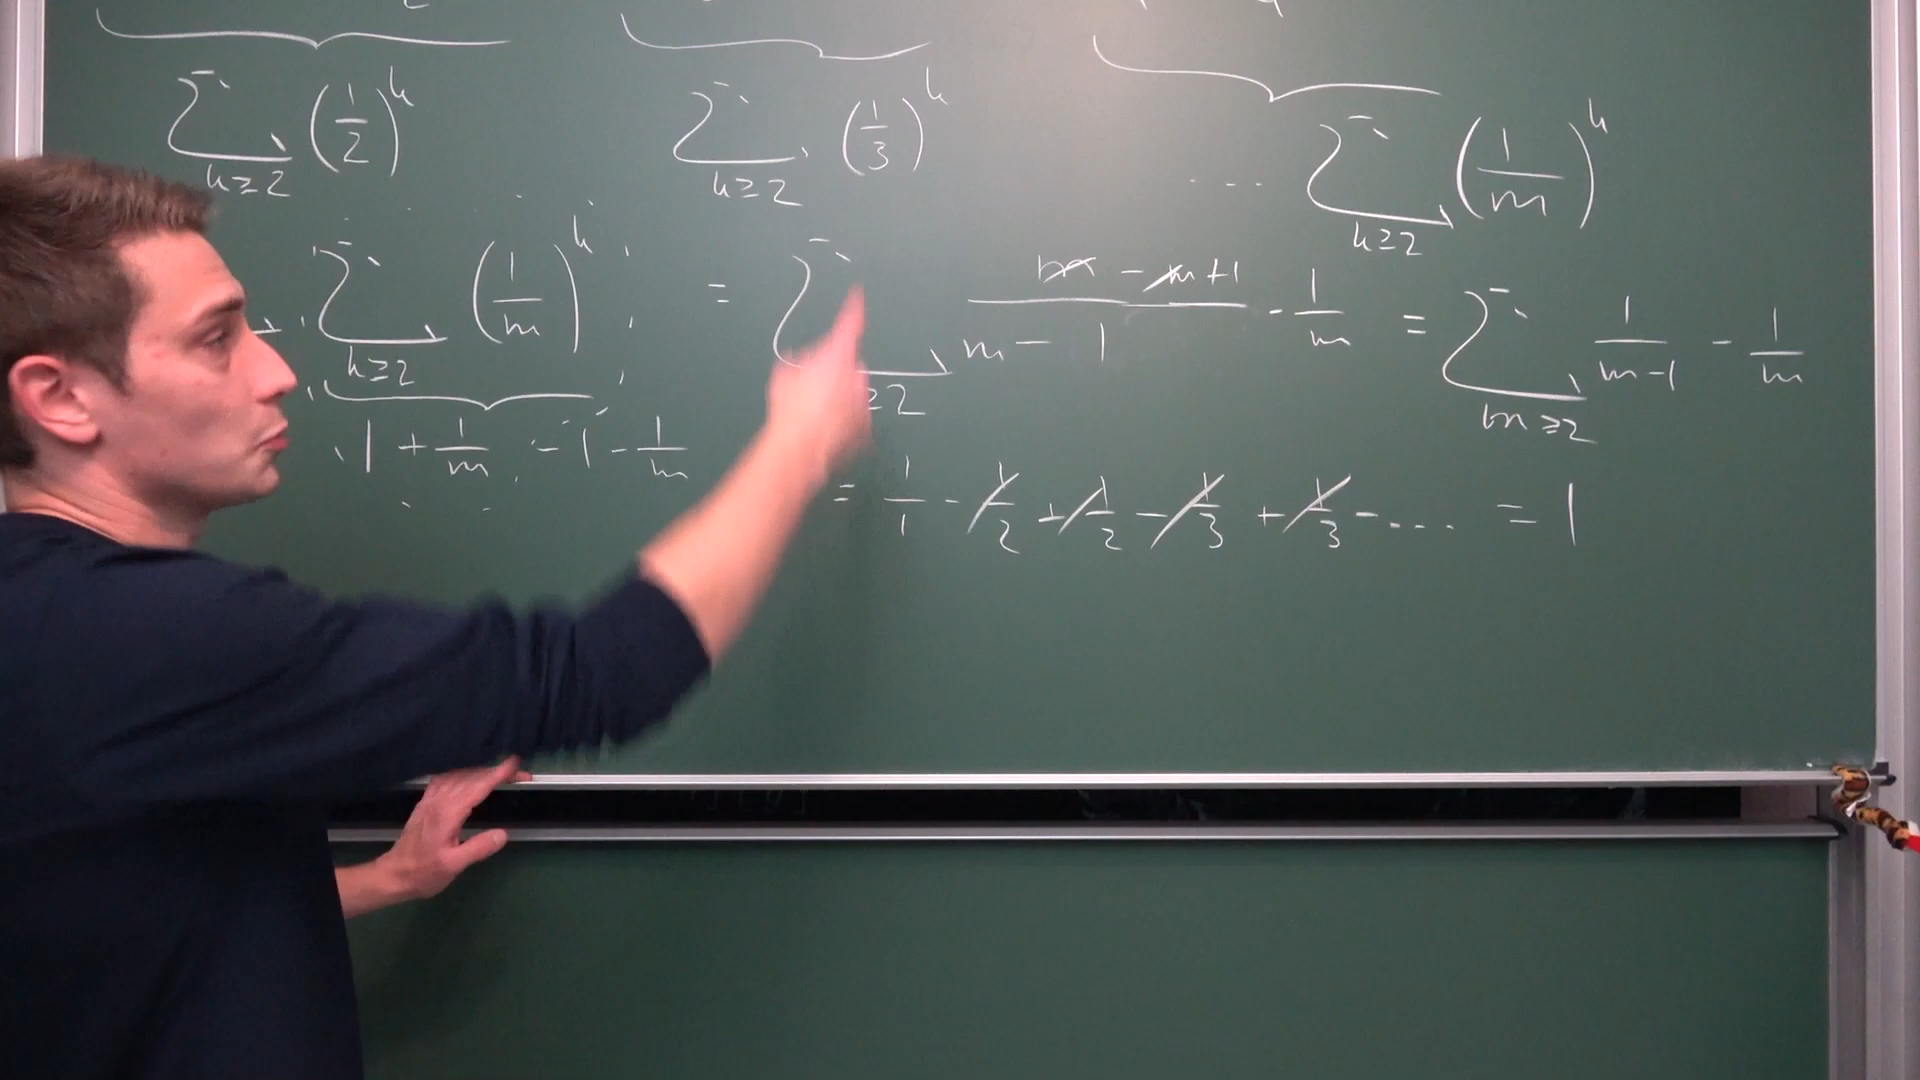 ∑_{k≥2} (1/2)^k   ∑_{k≥2} (1/3)^k   ... ∑_{k≥2} (1/m)^k
∑_{k≥2} (1/m)^k = ∑_{≥2} (m - m+1)/(m - 1) - 1/m = ∑_{m≥2} 1/(m-1) - 1/m
1 + 1/m - 1 - 1/m
= 1/1 - 1/2 + 1/2 - 1/3 + 1/3 - .... = 1